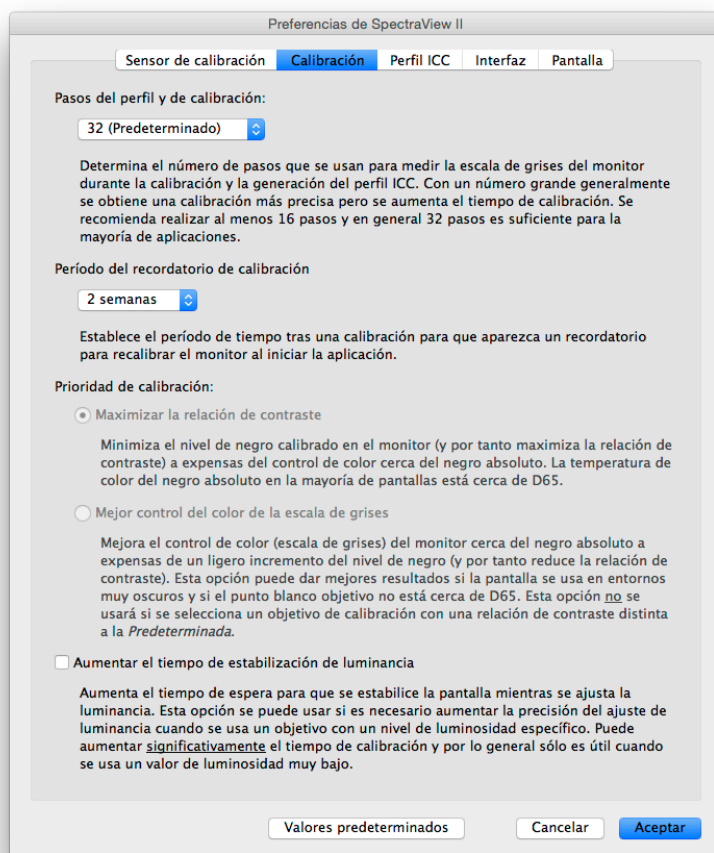 Preferencias de SpectraView II
Sensor de calibración Calibración Perfil ICC Interfaz Pantalla
Pasos del perfil y de calibración:
32 (Predeterminado)
Determina el número de pasos que se usan para medir la escala de grises del monitor
durante la calibración y la generación del perfil ICC. Con un número grande generalmente
se obtiene una calibración más precisa pero se aumenta el tiempo de calibración. Se
recomienda realizar al menos 16 pasos y en general 32 pasos es suficiente para la
mayoría de aplicaciones.
Período del recordatorio de calibración
2 semanas
Establece el período de tiempo tras una calibración para que aparezca un recordatorio
para recalibrar el monitor al iniciar la aplicación.
Prioridad de calibración:
Maximizar la relación de contraste
Minimiza el nivel de negro calibrado en el monitor (y por tanto maximiza la relación de
contraste) a expensas del control de color cerca del negro absoluto. La temperatura de
color del negro absoluto en la mayoría de pantallas está cerca de D65.
Mejor control del color de la escala de grises
Mejora el control de color (escala de grises) del monitor cerca del negro absoluto a
expensas de un ligero incremento del nivel de negro (y por tanto reduce la relación de
contraste). Esta opción puede dar mejores resultados si la pantalla se usa en entornos
muy oscuros y si el punto blanco objetivo no está cerca de D65. Esta opción no se
usará si se selecciona un objetivo de calibración con una relación de contraste distinta
a la Predeterminada.
Aumentar el tiempo de estabilización de luminancia
Aumenta el tiempo de espera para que se estabilice la pantalla mientras se ajusta la
luminancia. Esta opción se puede usar si es necesario aumentar la precisión del ajuste de
luminancia cuando se usa un objetivo con un nivel de luminosidad específico. Puede
aumentar significativamente el tiempo de calibración y por lo general sólo es útil cuando
se usa un valor de luminosidad muy bajo.
Valores predeterminados Cancelar Aceptar